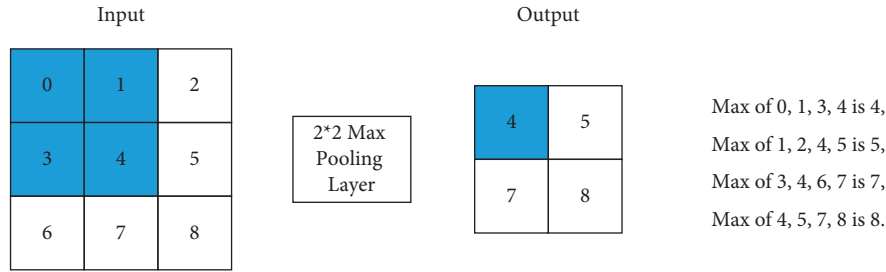 Input
Output
0 1 2
3 4 5
6 7 8
2*2 Max
Pooling
Layer
4 5
7 8
Max of 0, 1, 3, 4 is 4,
Max of 1, 2, 4, 5 is 5,
Max of 3, 4, 6, 7 is 7,
Max of 4, 5, 7, 8 is 8.